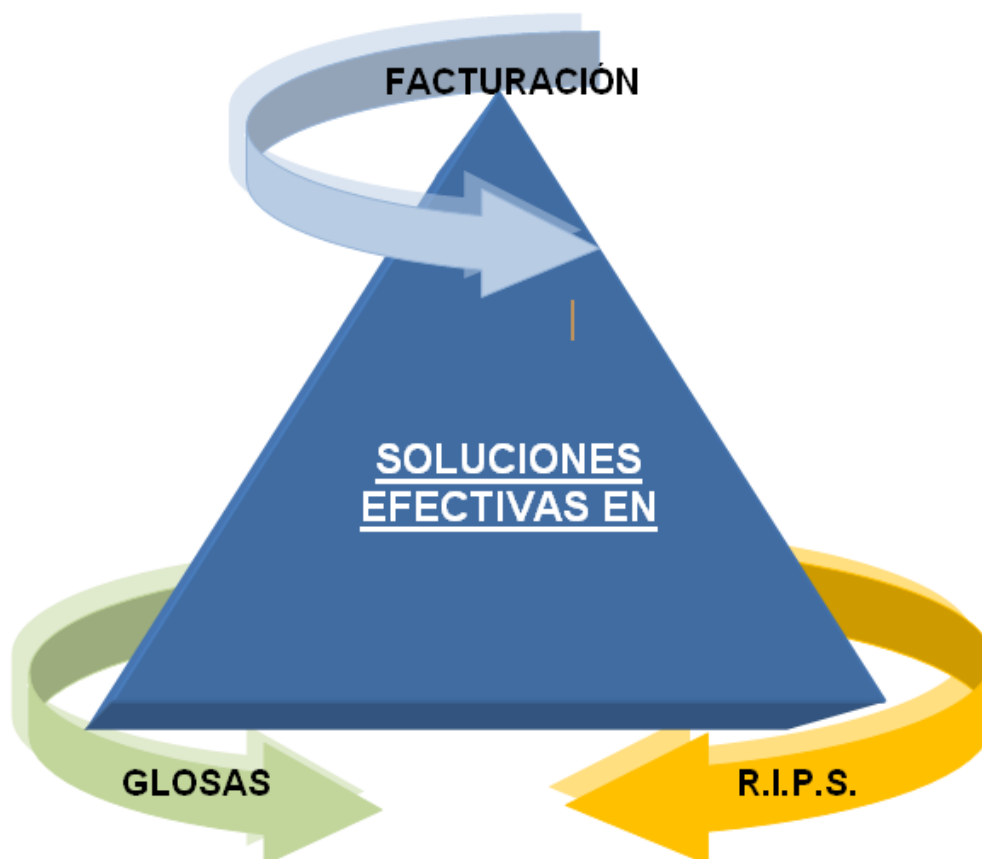 FACTURACIÓN
SOLUCIONES
EFECTIVAS EN
GLOSAS
R.I.P.S.